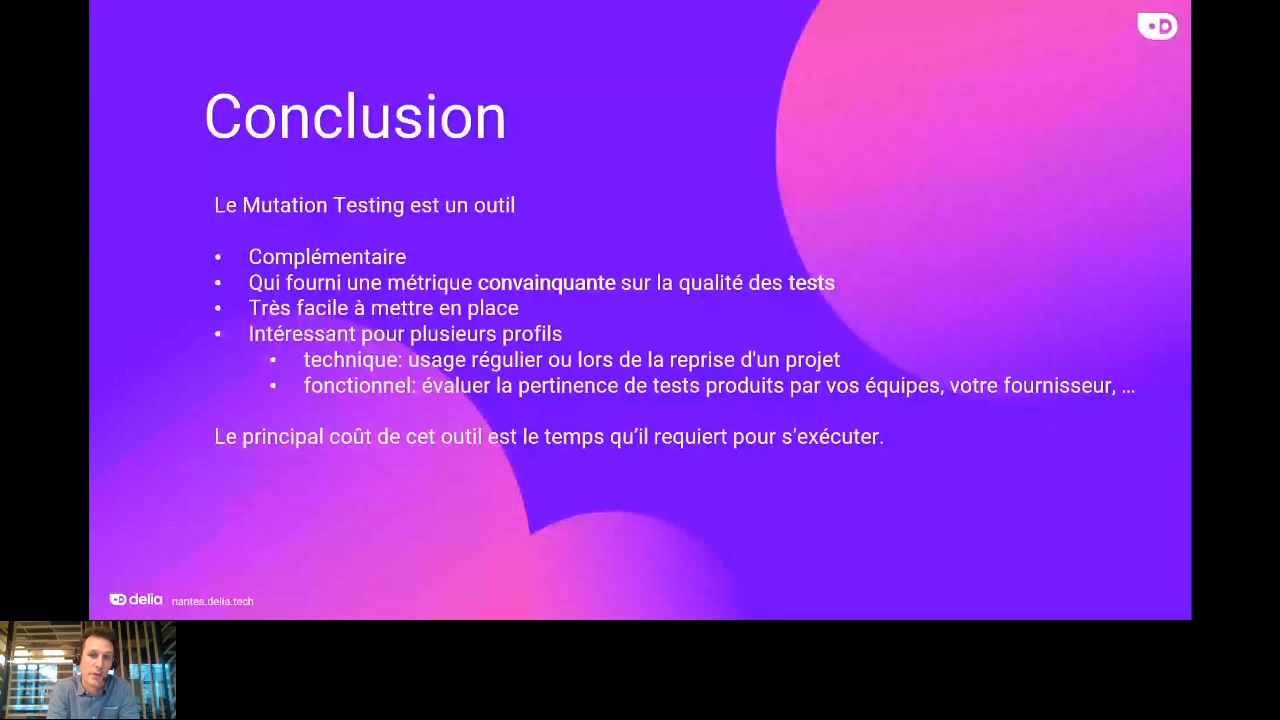 Conclusion
Le Mutation Testing est un outil
• Complémentaire
• Qui fourni une métrique convainquante sur la qualité des tests
• Très facile à mettre en place
• Intéressant pour plusieurs profils
• technique: usage régulier ou lors de la reprise d'un projet
• fonctionnel: évaluer la pertinence de tests produits par vos équipes, votre fournisseur, ...
Le principal coût de cet outil est le temps qu’il requiert pour s’exécuter.
delia nantes.delia.tech